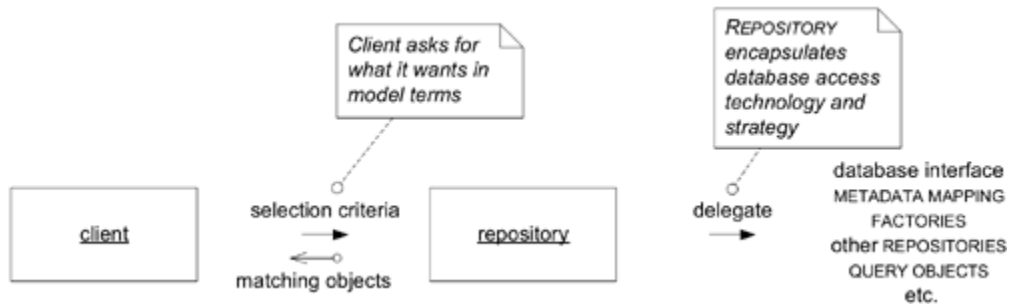 Client asks for
what it wants in
model terms
REPOSITORY
encapsulates
database access
technology and
strategy
client
selection criteria
matching objects
repository
delegate
database interface
METADATA MAPPING
FACTORIES
other REPOSITORIES
QUERY OBJECTS
etc.